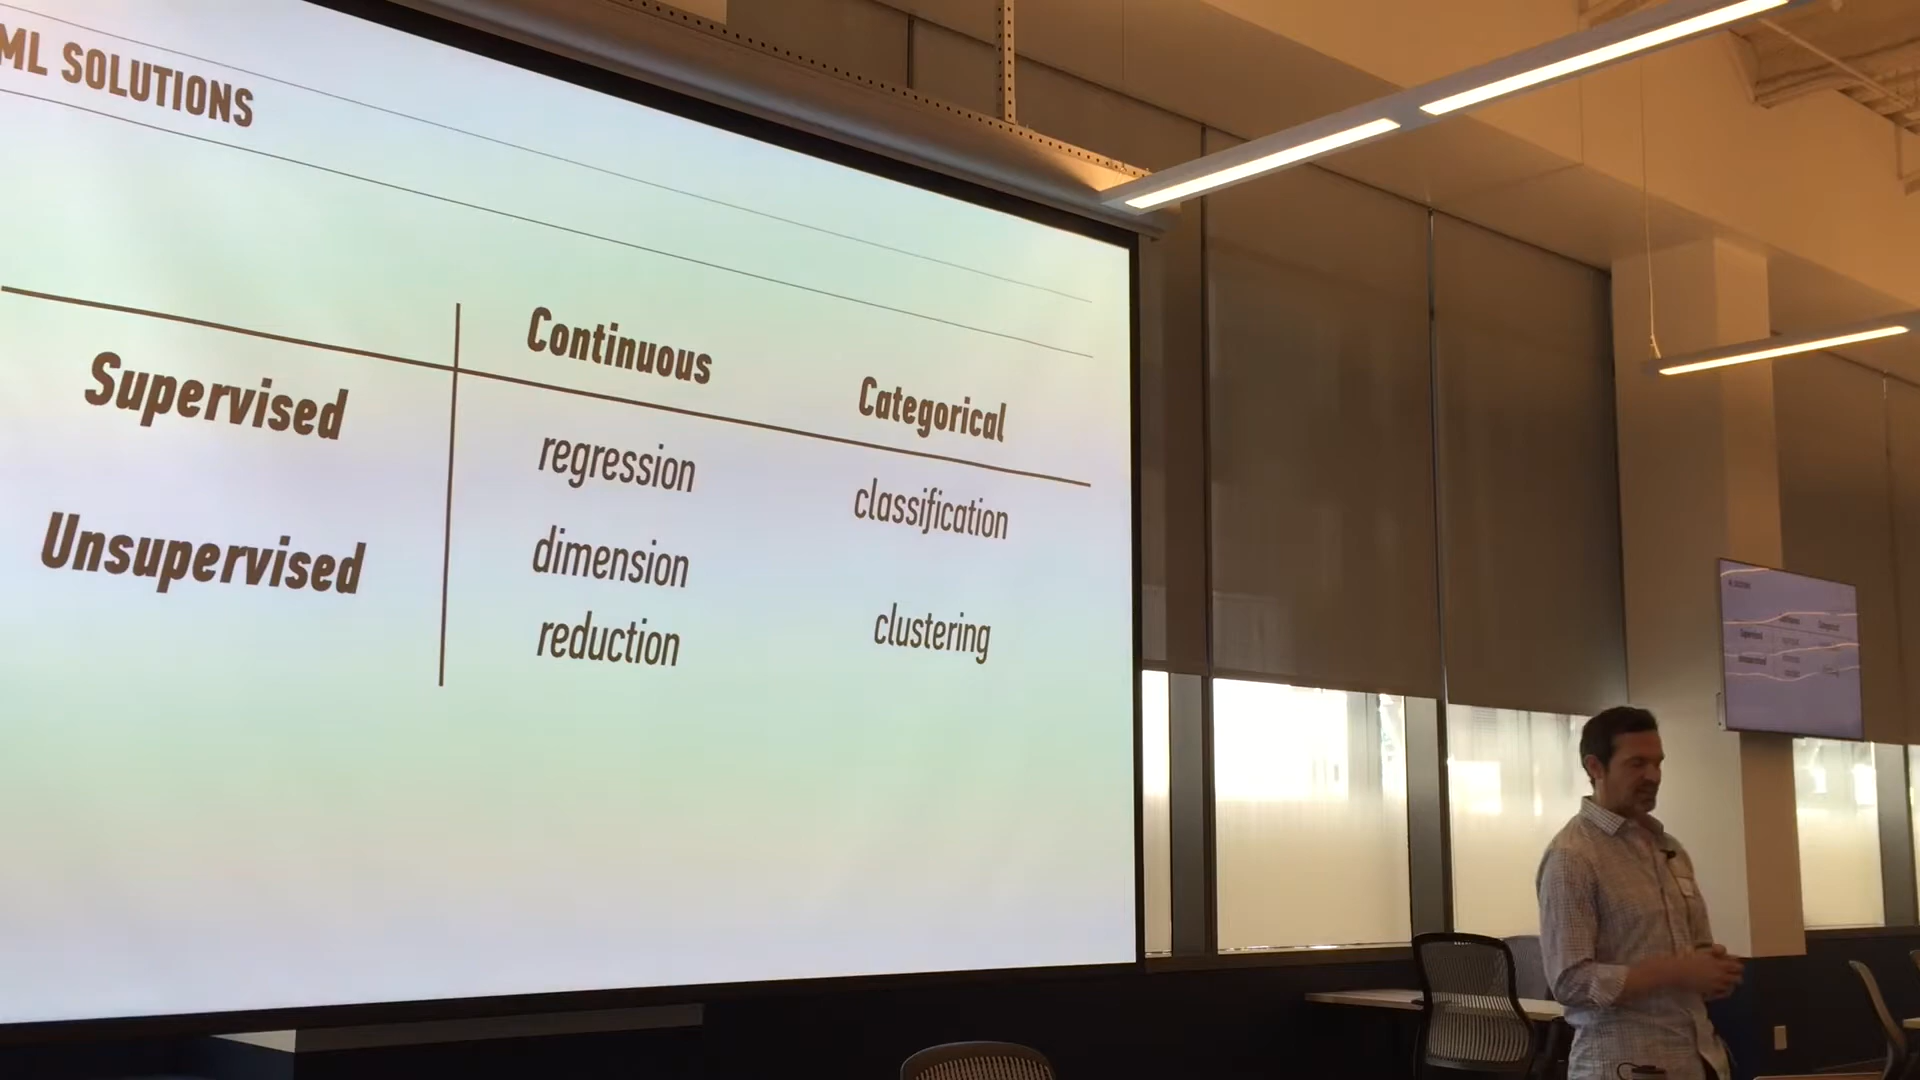 ML SOLUTIONS
Continuous Categorical
Supervised regression classification
Unsupervised dimension
reduction clustering